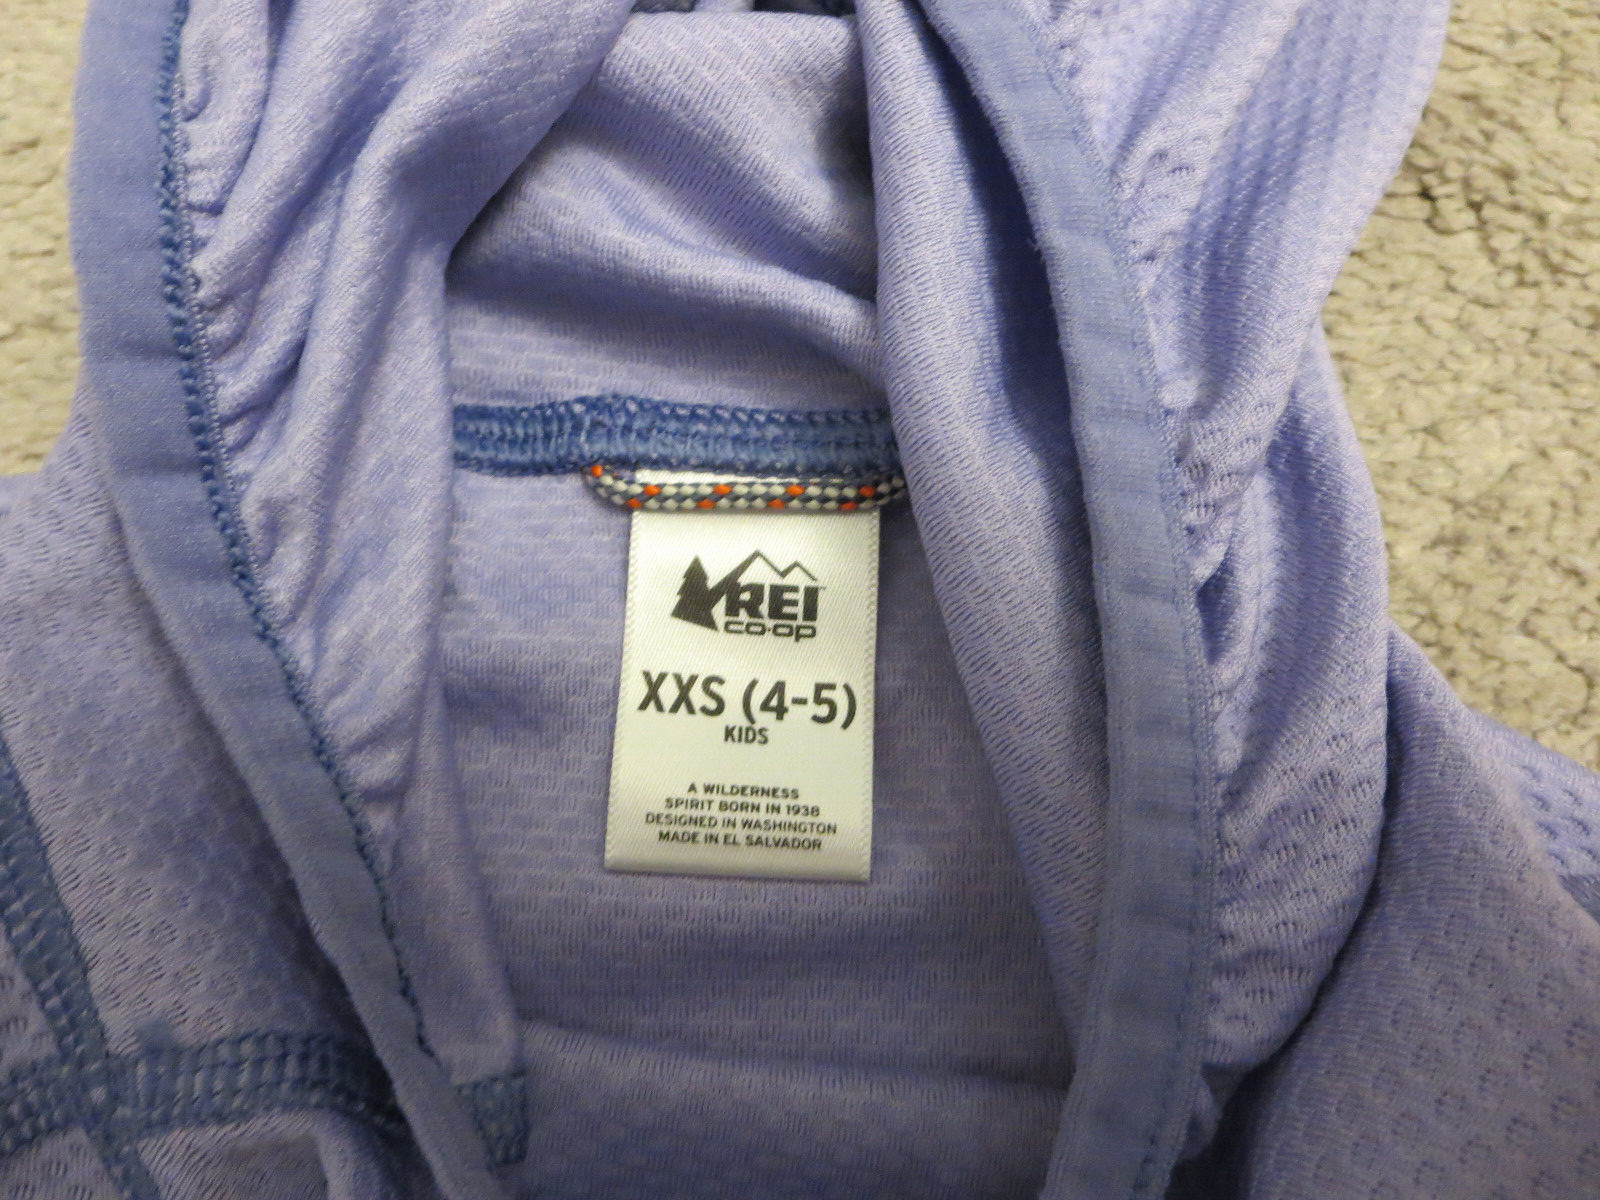 REI
CO·OP
XXS (4-5)
KIDS
A WILDERNESS
SPIRIT BORN IN 1938
DESIGNED IN WASHINGTON
MADE IN EL SALVADOR